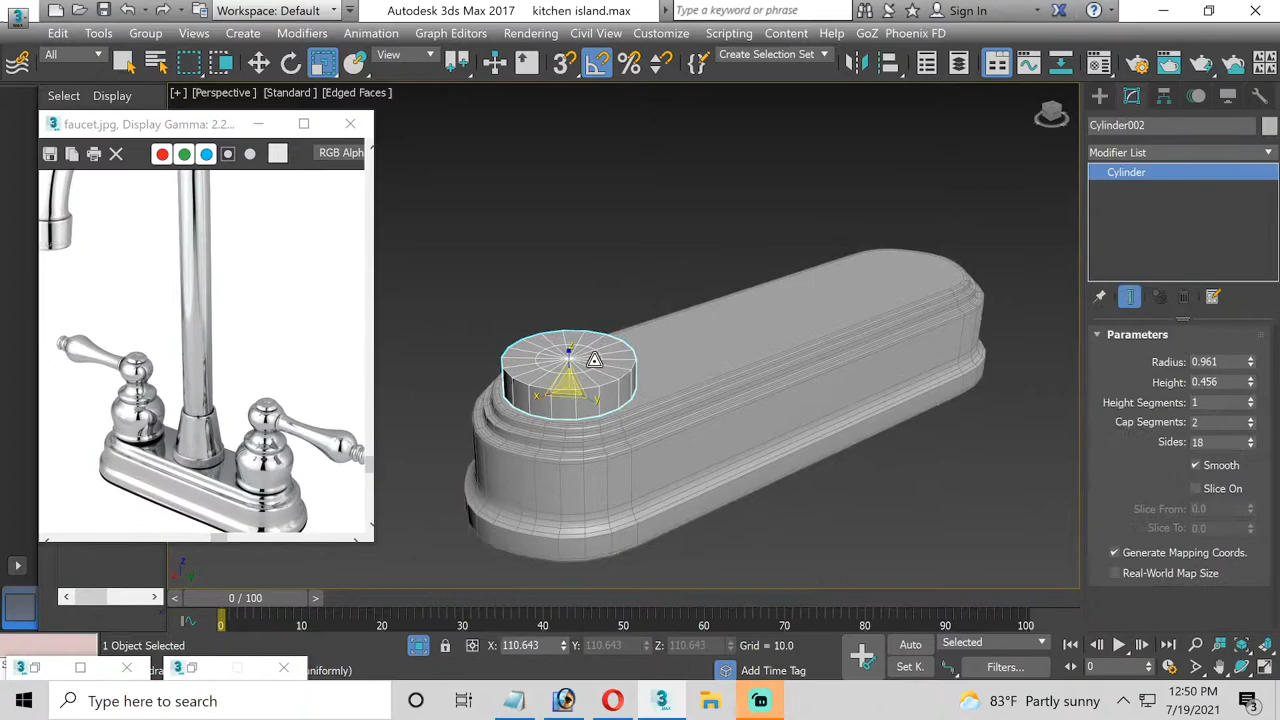 Workspaces: Default
Autodesk 3ds Max 2017
kitchen island.max
Type a keyword or phrase
Sign In
Edit Tools Group Views Create Modifiers Animation Graph Editors Rendering Civil View Customize Scripting Content Help GoZ Phoenix FD
All
View
Create Selection Set
Select Display
[+] [Perspective] [Standard] [Edged Faces]
faucet.jpg, Display Gamma: 2.2...
RGB Alph
Cylinder002
Modifier List
Cylinder
Parameters
Radius: 0.961
Height: 0.456
Height Segments: 1
Cap Segments: 2
Sides: 18
Smooth
Slice On
Slice From: 0.0
Slice To: 0.0
Generate Mapping Coords.
Real-World Map Size
x y z
0 / 100
0 10 20 30 40 50 60 70 80 90 100
1 Object Selected
X: 110.643 Y: 110.643 Z: 110.643 Grid = 10.0
Auto Selected
Add Time Tag
Set K. Filters...
0
Type here to search
83°F Partly sunny
12:50 PM
7/19/2021
3